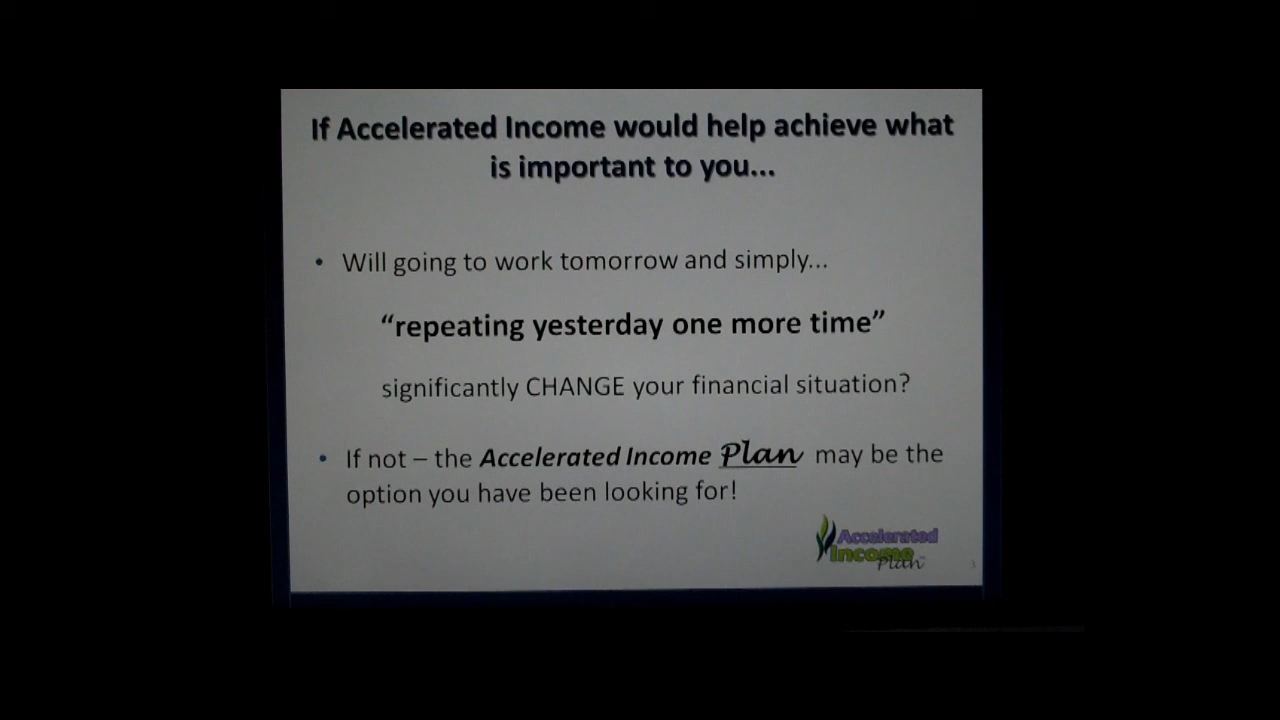 If Accelerated Income would help achieve what
is important to you...
• Will going to work tomorrow and simply...
“repeating yesterday one more time”
significantly CHANGE your financial situation?
• If not – the Accelerated Income Plan may be the
option you have been looking for!
Accelerated
Income
Plan
3